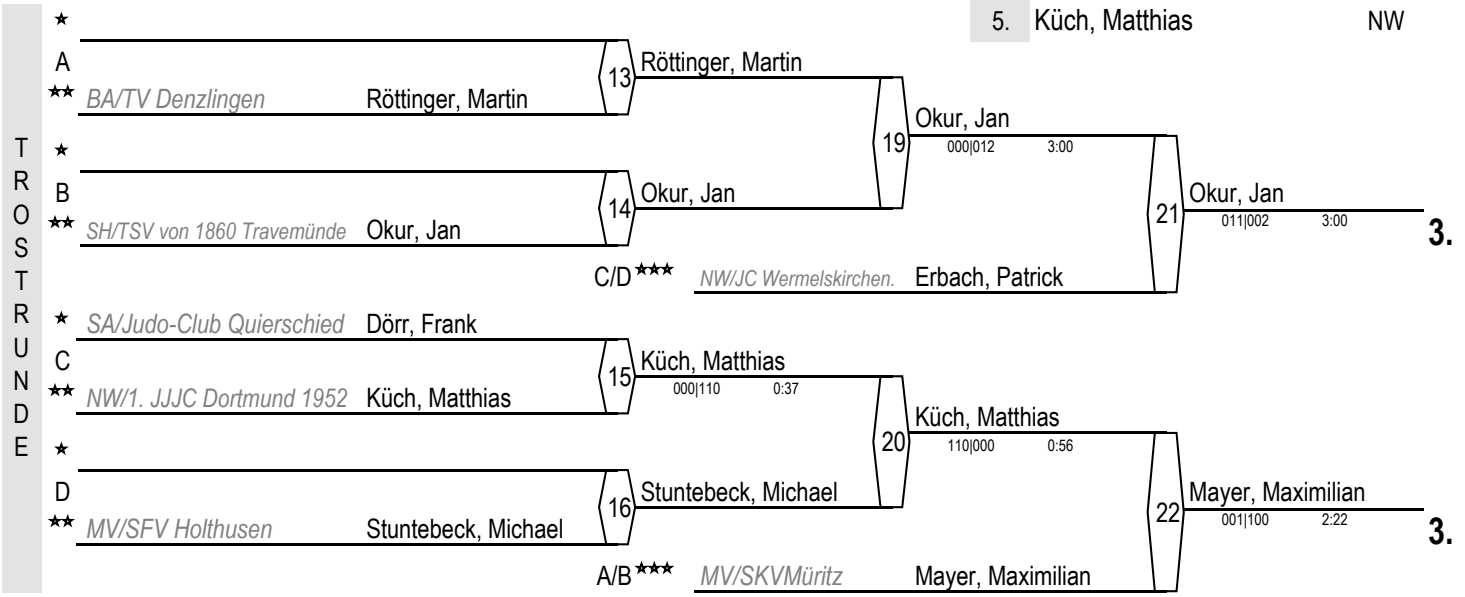 ★ 5. Küch, Matthias NW
A
13 Röttinger, Martin
★★ BA/TV Denzlingen Röttinger, Martin
Okur, Jan
19 000|012 3:00
★
B
14 Okur, Jan
★★ SH/TSV von 1860 Travemünde Okur, Jan
Okur, Jan
21 011|002 3:00 3.
C/D ★★★ NW/JC Wermelskirchen. Erbach, Patrick
TROSTRUNDE
★ SA/Judo-Club Quierschied Dörr, Frank
C
15 Küch, Matthias
000|110 0:37
★★ NW/1. JJJC Dortmund 1952 Küch, Matthias
Küch, Matthias
20 110|000 0:56
★
D
16 Stuntebeck, Michael
★★ MV/SFV Holthusen Stuntebeck, Michael
Mayer, Maximilian
22 001|100 2:22 3.
A/B ★★★ MV/SKVMüritz Mayer, Maximilian